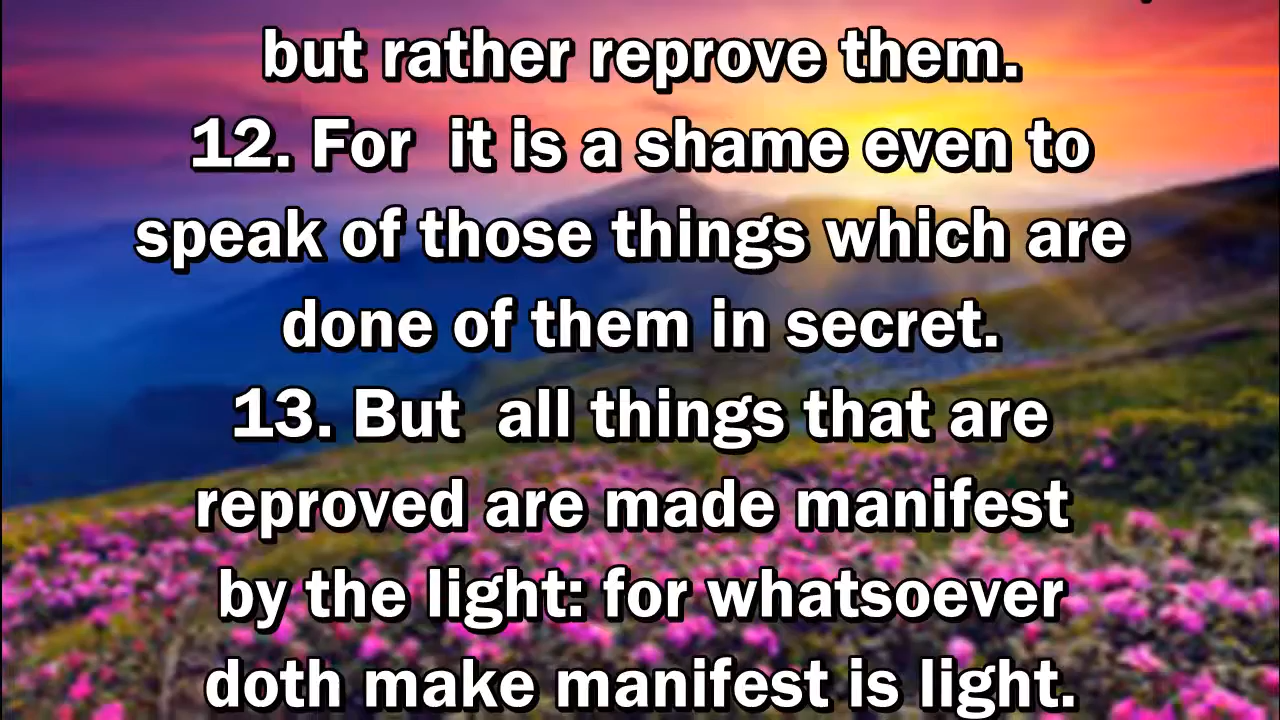 but rather reprove them.
12. For  it is a shame even to
speak of those things which are
done of them in secret.
13. But  all things that are
reproved are made manifest
by the light: for whatsoever
doth make manifest is light.